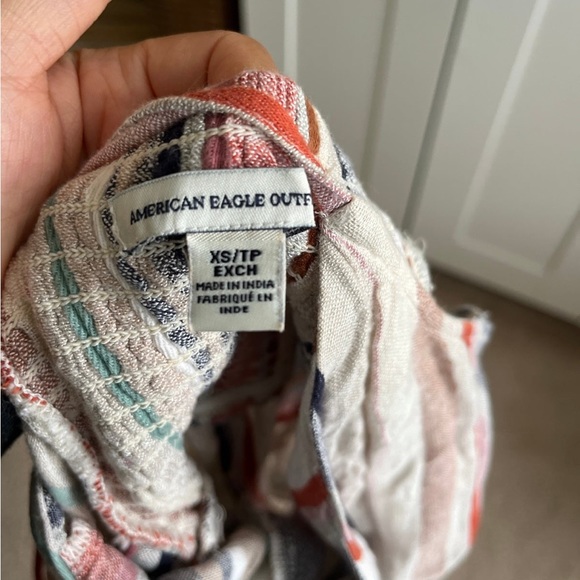 AMERICAN EAGLE OUTF
XS/TP
EXCH
MADE IN INDIA
FABRIQUÉ EN
INDE